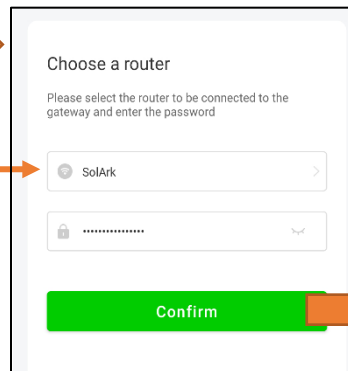 Choose a router
Please select the router to be connected to the
gateway and enter the password
SolArk
••••••••••••••••
Confirm